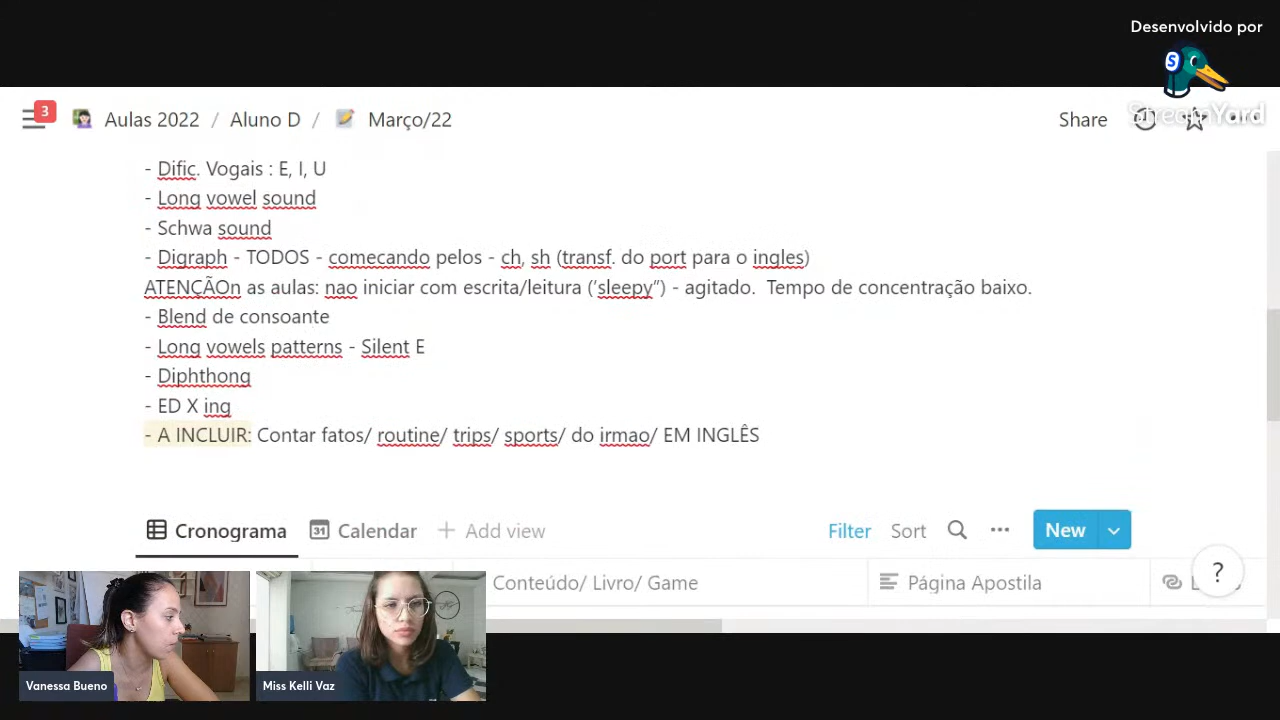 Desenvolvido por
StreamYard
3
Aulas 2022 / Aluno D / Março/22
Share
- Dific. Vogais : E, I, U
- Long vowel sound
- Schwa sound
- Digraph - TODOS - comecando pelos - ch, sh (transf. do port para o ingles)
ATENÇÃOn as aulas: nao iniciar com escrita/leitura (’sleepy”) - agitado. Tempo de concentração baixo.
- Blend de consoante
- Long vowels patterns - Silent E
- Diphthong
- ED X ing
- A INCLUIR: Contar fatos/ routine/ trips/ sports/ do irmao/ EM INGLÊS
Cronograma
31 Calendar
+ Add view
Filter
Sort
New
Conteúdo/ Livro/ Game
Página Apostila
?
Vanessa Bueno
Miss Kelli Vaz